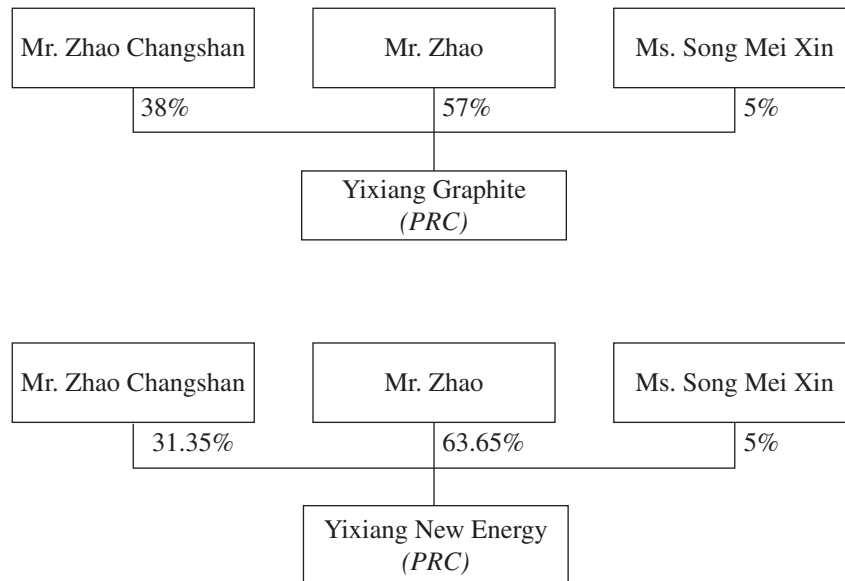 Mr. Zhao Changshan
Mr. Zhao
Ms. Song Mei Xin
38%
57%
5%
Yixiang Graphite
(PRC)
Mr. Zhao Changshan
Mr. Zhao
Ms. Song Mei Xin
31.35%
63.65%
5%
Yixiang New Energy
(PRC)